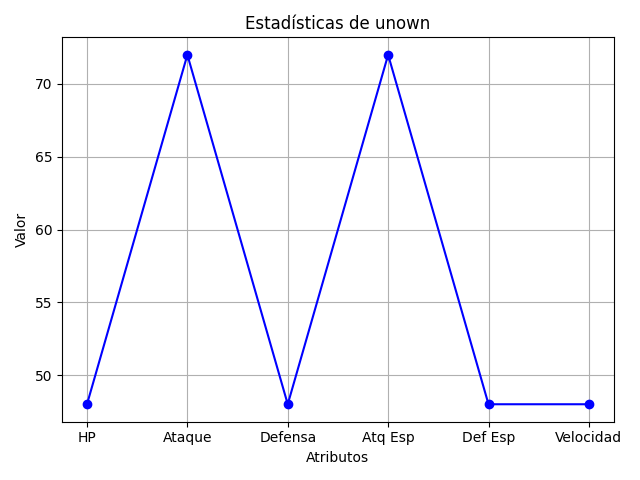 Estadísticas de unown
Valor
70
65
60
55
50
HP Ataque Defensa Atq Esp Def Esp Velocidad
Atributos